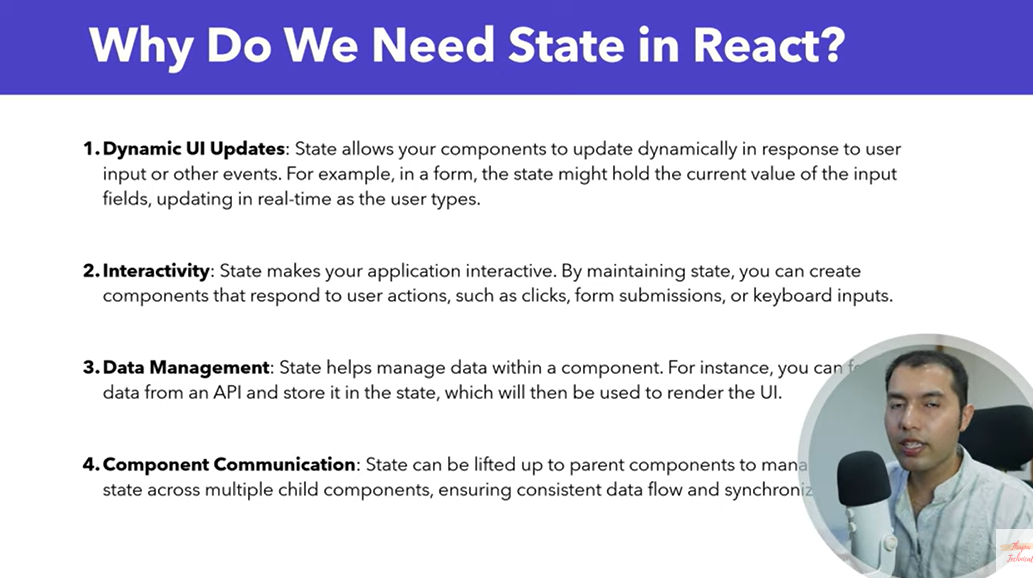 Why Do We Need State in React?
1. Dynamic UI Updates: State allows your components to update dynamically in response to user
input or other events. For example, in a form, the state might hold the current value of the input
fields, updating in real-time as the user types.
2. Interactivity: State makes your application interactive. By maintaining state, you can create
components that respond to user actions, such as clicks, form submissions, or keyboard inputs.
3. Data Management: State helps manage data within a component. For instance, you can
data from an API and store it in the state, which will then be used to render the UI.
4. Component Communication: State can be lifted up to parent components to
state across multiple child components, ensuring consistent data flow and
Technical